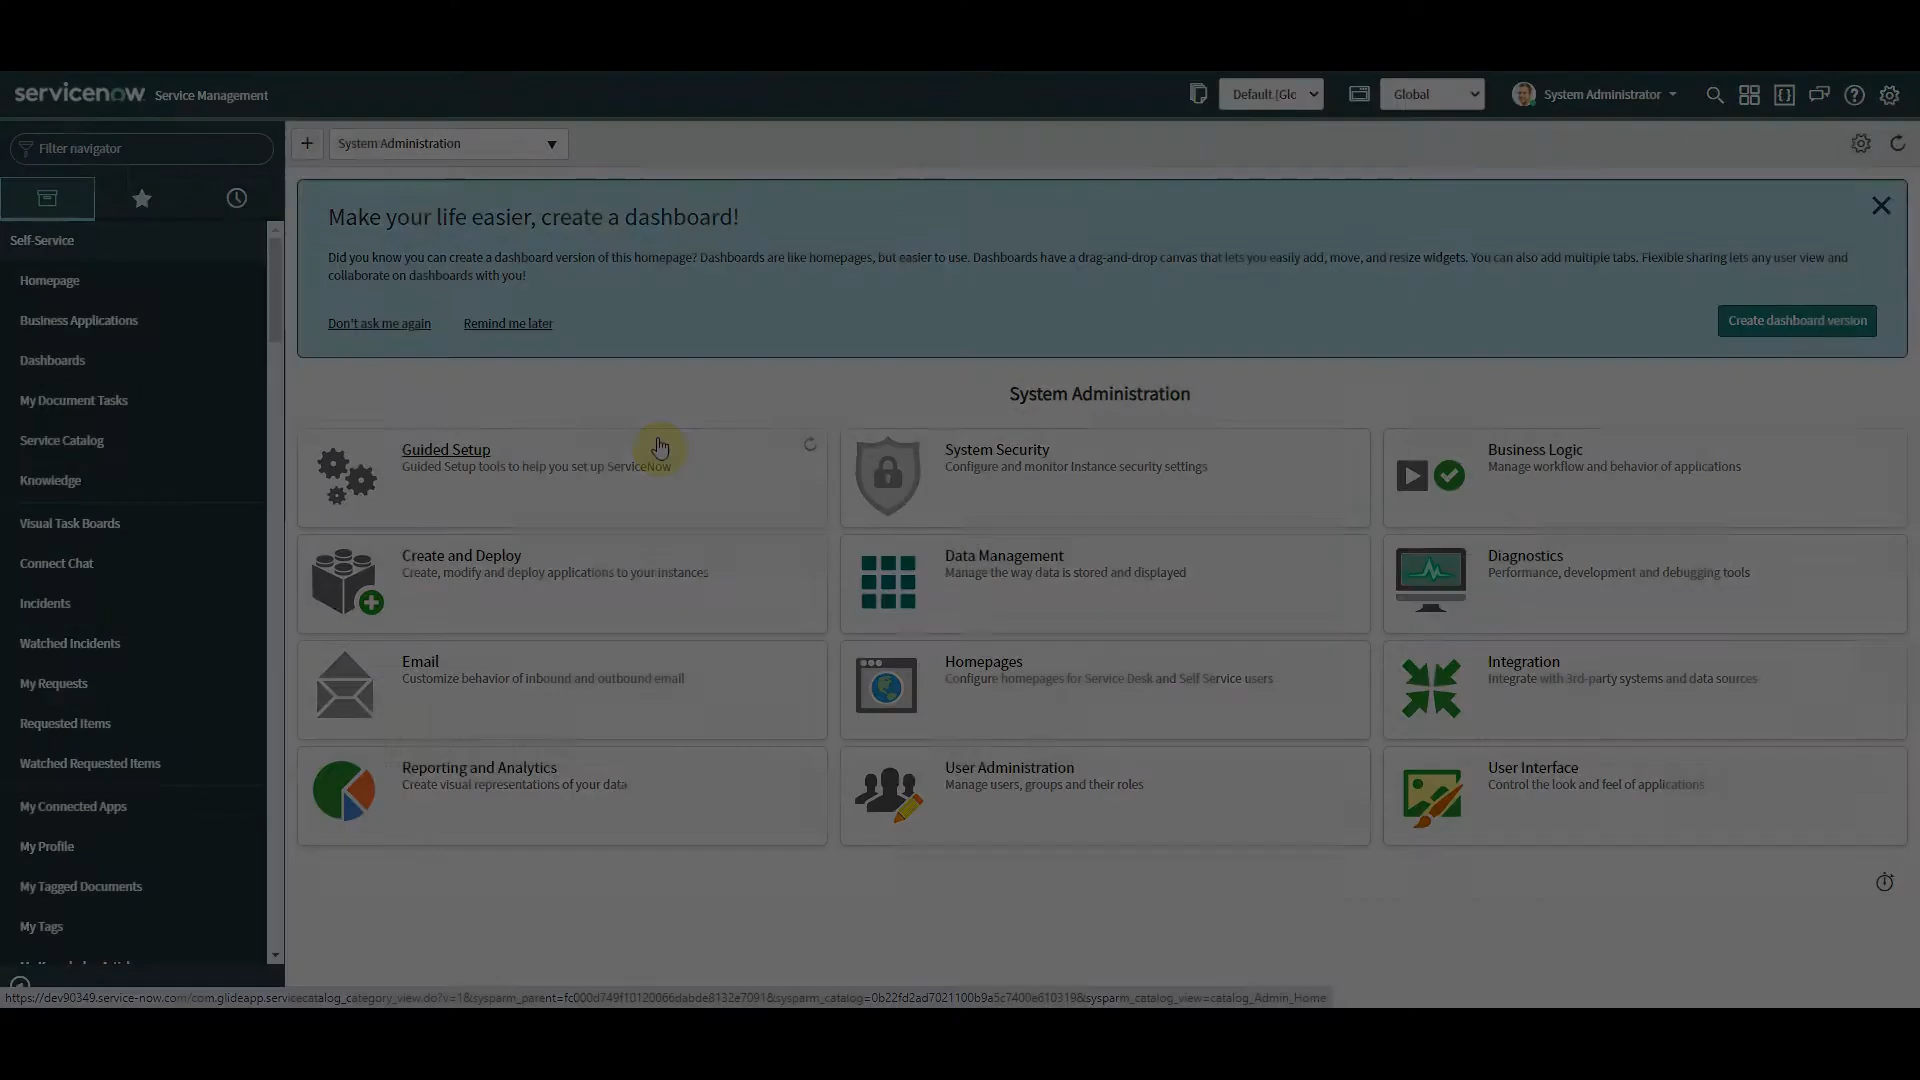 servicenow Service Management
Default [Glo
Global
System Administrator
Filter navigator
System Administration
Self-Service
Homepage
Business Applications
Dashboards
My Document Tasks
Service Catalog
Knowledge
Visual Task Boards
Connect Chat
Incidents
Watched Incidents
My Requests
Requested Items
Watched Requested Items
My Connected Apps
My Profile
My Tagged Documents
My Tags
Make your life easier, create a dashboard!
Did you know you can create a dashboard version of this homepage? Dashboards are like homepages, but easier to use. Dashboards have a drag-and-drop canvas that lets you easily add, move, and resize widgets. You can also add multiple tabs. Flexible sharing lets any user view and
collaborate on dashboards with you!
Don't ask me again
Remind me later
Create dashboard version
System Administration
Guided Setup
Guided Setup tools to help you set up ServiceNow
System Security
Configure and monitor Instance security settings
Business Logic
Manage workflow and behavior of applications
Create and Deploy
Create, modify and deploy applications to your instances
Data Management
Manage the way data is stored and displayed
Diagnostics
Performance, development and debugging tools
Email
Customize behavior of inbound and outbound email
Homepages
Configure homepages for Service Desk and Self Service users
Integration
Integrate with 3rd-party systems and data sources
Reporting and Analytics
Create visual representations of your data
User Administration
Manage users, groups and their roles
User Interface
Control the look and feel of applications
https://dev90349.service-now.com/com.glideapp.servicecatalog_category_view.do?v=1&sysparm_parent=fc000d749f10120066dabde8132e7091&sysparm_catalog=0b22fd2ad7021100b9a5c7400e610319&sysparm_catalog_view=catalog_Admin_Home